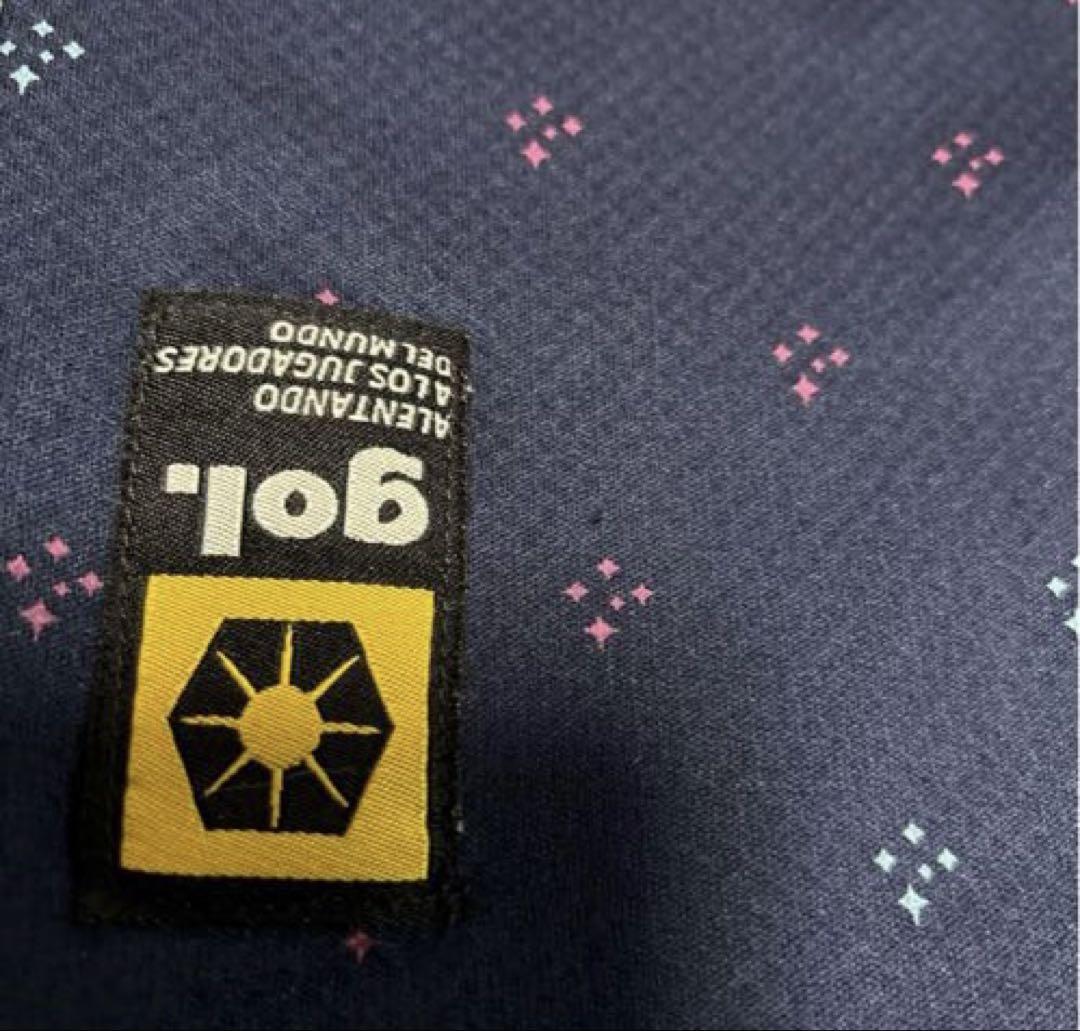 gol.
ALENTANDO
A LOS JUGADORES
DEL MUNDO